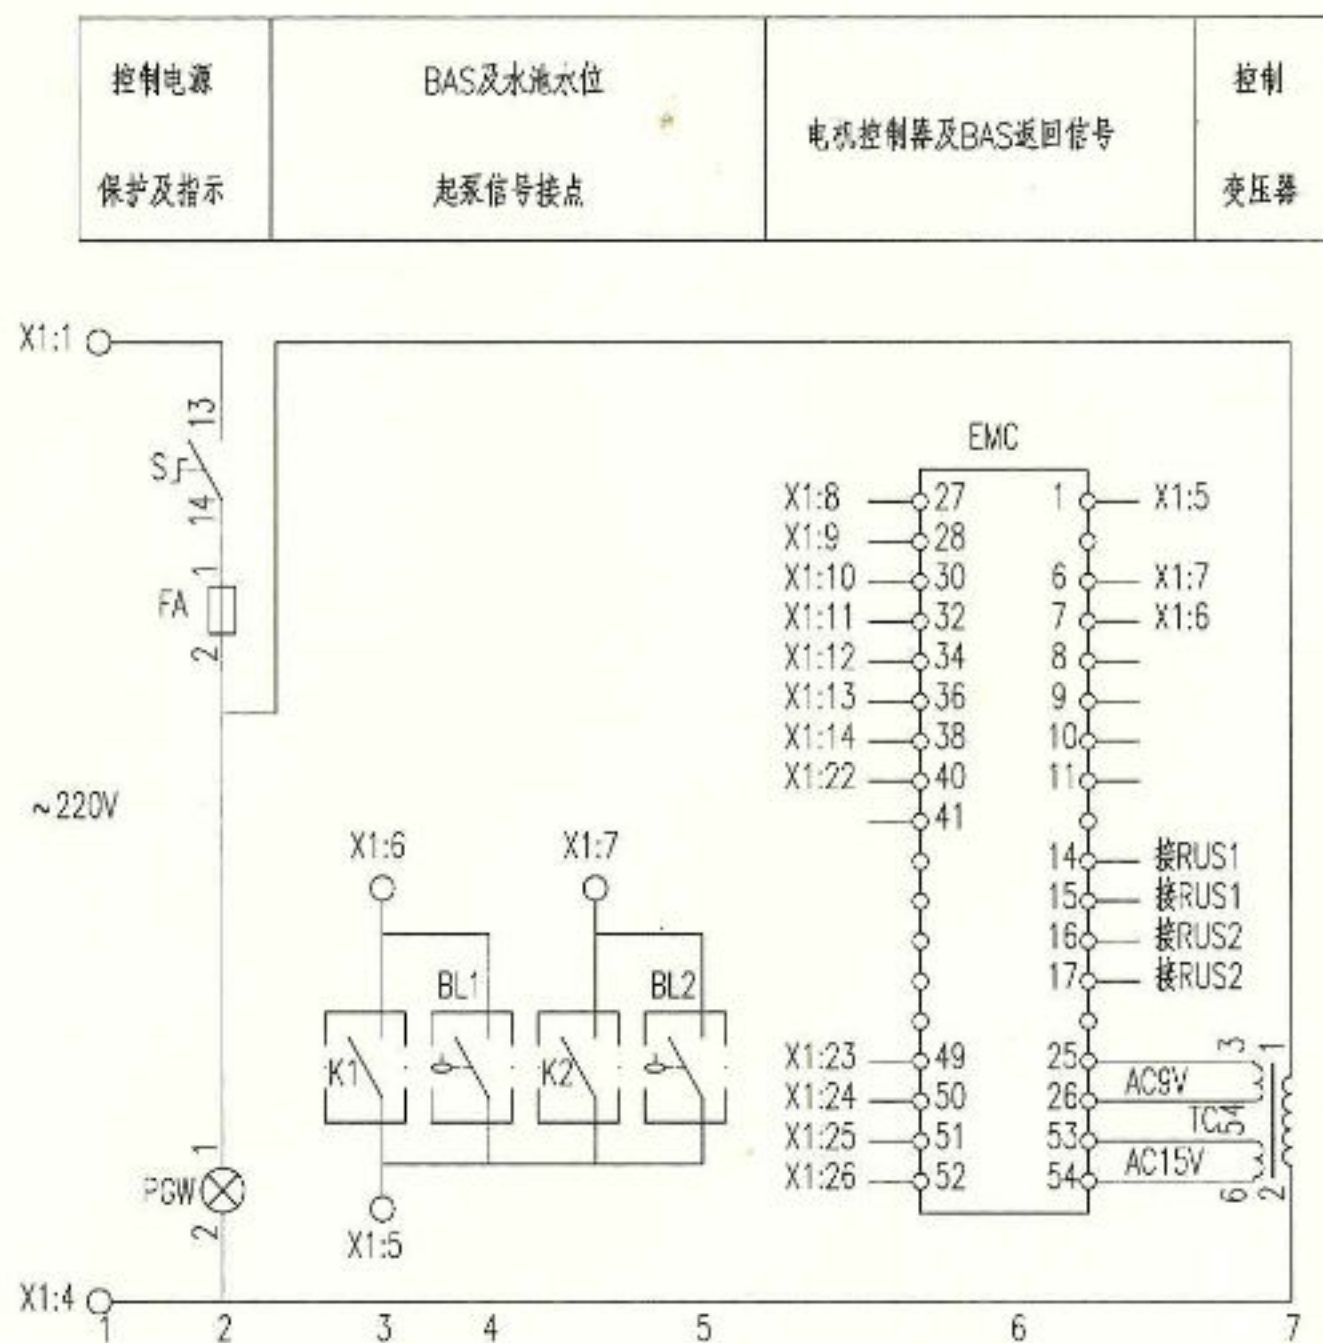 控制电源
保护及指示
BAS及水池水位
起泵信号接点
电机控制器及BAS返回信号
控制
变压器
X1:1
13
S
14
1
FA
2
~220V
X1:6
X1:7
BL1
BL2
K1
K2
X1:5
1
PGW
2
X1:4
EMC
X1:8 27 1 X1:5
X1:9 28
X1:10 30 6 X1:7
X1:11 32 7 X1:6
X1:12 34 8
X1:13 36 9
X1:14 38 10
X1:22 40 11
41
14 接RUS1
15 接RUS1
16 接RUS2
17 接RUS2
X1:23 49 25 3 1
AC9V
X1:24 50 26 4
TC 5
X1:25 51 53
AC15V
X1:26 52 54 6 2
1 2 3 4 5 6 7